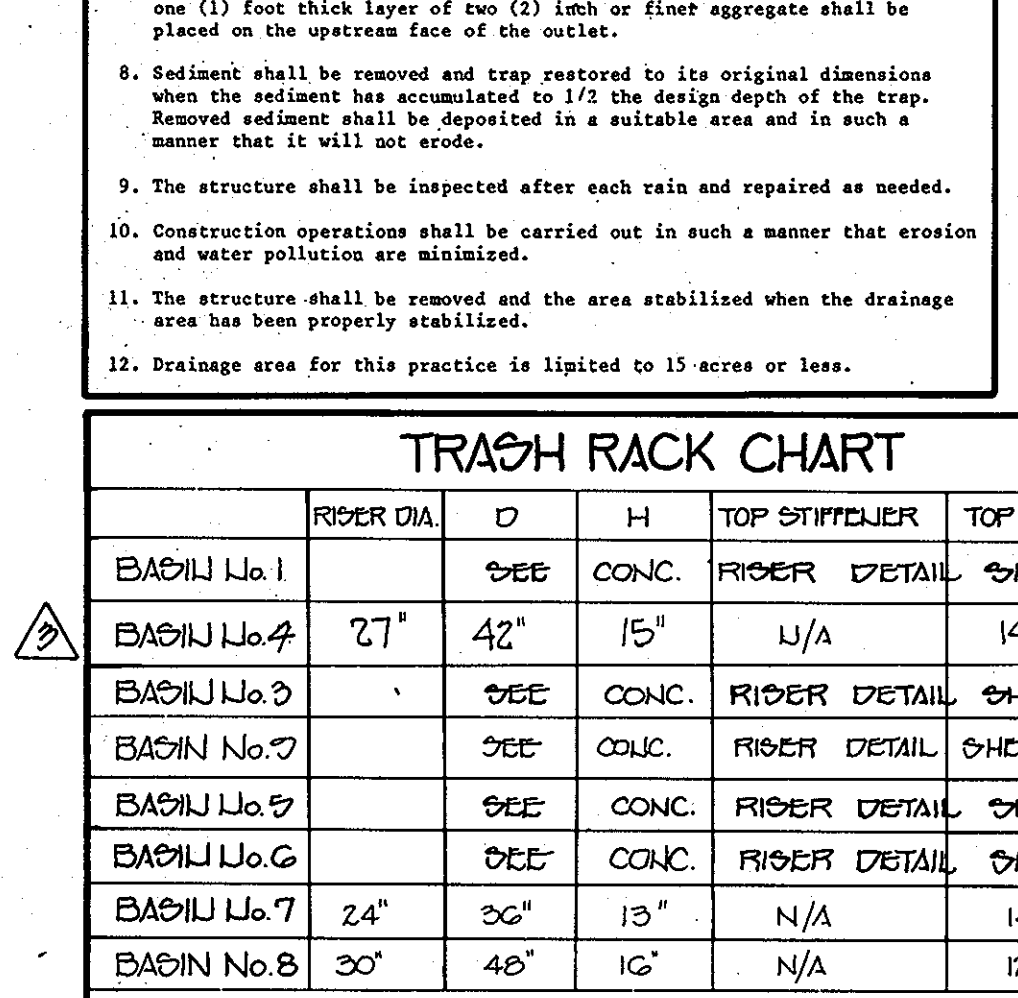 one (1) foot thick layer of two (2) inch or finer aggregate shall be
placed on the upstream face of the outlet.
8. Sediment shall be removed and trap restored to its original dimensions
when the sediment has accumulated to 1/2 the design depth of the trap.
Removed sediment shall be deposited in a suitable area and in such a
manner that it will not erode.
9. The structure shall be inspected after each rain and repaired as needed.
10. Construction operations shall be carried out in such a manner that erosion
and water pollution are minimized.
11. The structure shall be removed and the area stabilized when the drainage
area has been properly stabilized.
12. Drainage area for this practice is limited to 15 acres or less.
TRASH RACK CHART
RISER DIA. D H TOP STIFFENER TOP
BASIN No. 1 SEE CONC. RISER DETAIL
3 BASIN No. 4 27" 42" 15" N/A
BASIN No. 3 SEE CONC. RISER DETAIL
BASIN No. SEE CONC. RISER DETAIL
BASIN No. 5 SEE CONC. RISER DETAIL
BASIN No. 6 SEE CONC. RISER DETAIL
BASIN No. 7 24" 36" 13" N/A
BASIN No. 8 30" 48" 16" N/A